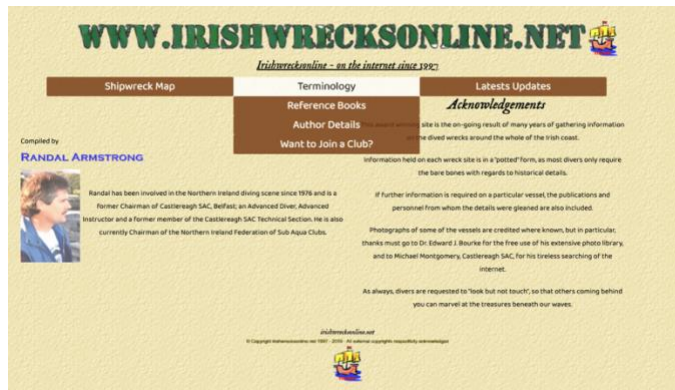 WWW.IRISHWRECKSONLINE.NET
Irishwrecksonline - on the internet since 1997
Shipwreck Map
Terminology
Latests Updates
Reference Books
Author Details
Want to Join a Club?
Compiled by
RANDAL ARMSTRONG
Randal has been involved in the Northern Ireland diving scene since 1976 and is a
former Chairman of Castlereagh SAC, Belfast; an Advanced Diver, Advanced
Instructor and a former member of the Castlereagh SAC Technical Section. He is also
currently Chairman of the Northern Ireland Federation of Sub Aqua Clubs.
Acknowledgements
site is the on-going result of many years of gathering information
the dived wrecks around the whole of the Irish coast.
Information held on each wreck site is in a "potted" form, as most divers only require
the bare bones with regards to historical details.
If further information is required on a particular vessel, the publications and
personnel from whom the details were gleaned are also included.
Photographs of some of the vessels are credited where known, but in particular,
thanks must go to Dr. Edward J. Bourke for the free use of his extensive photo library,
and to Michael Montgomery, Castlereagh SAC, for his tireless searching of the
internet.
As always, divers are requested to "look but not touch", so that others coming behind
you can marvel at the treasures beneath our waves.
irishwrecksonline.net
© Copyright irishwrecksonline.net 1997 - All external copyrights respectfully acknowledged